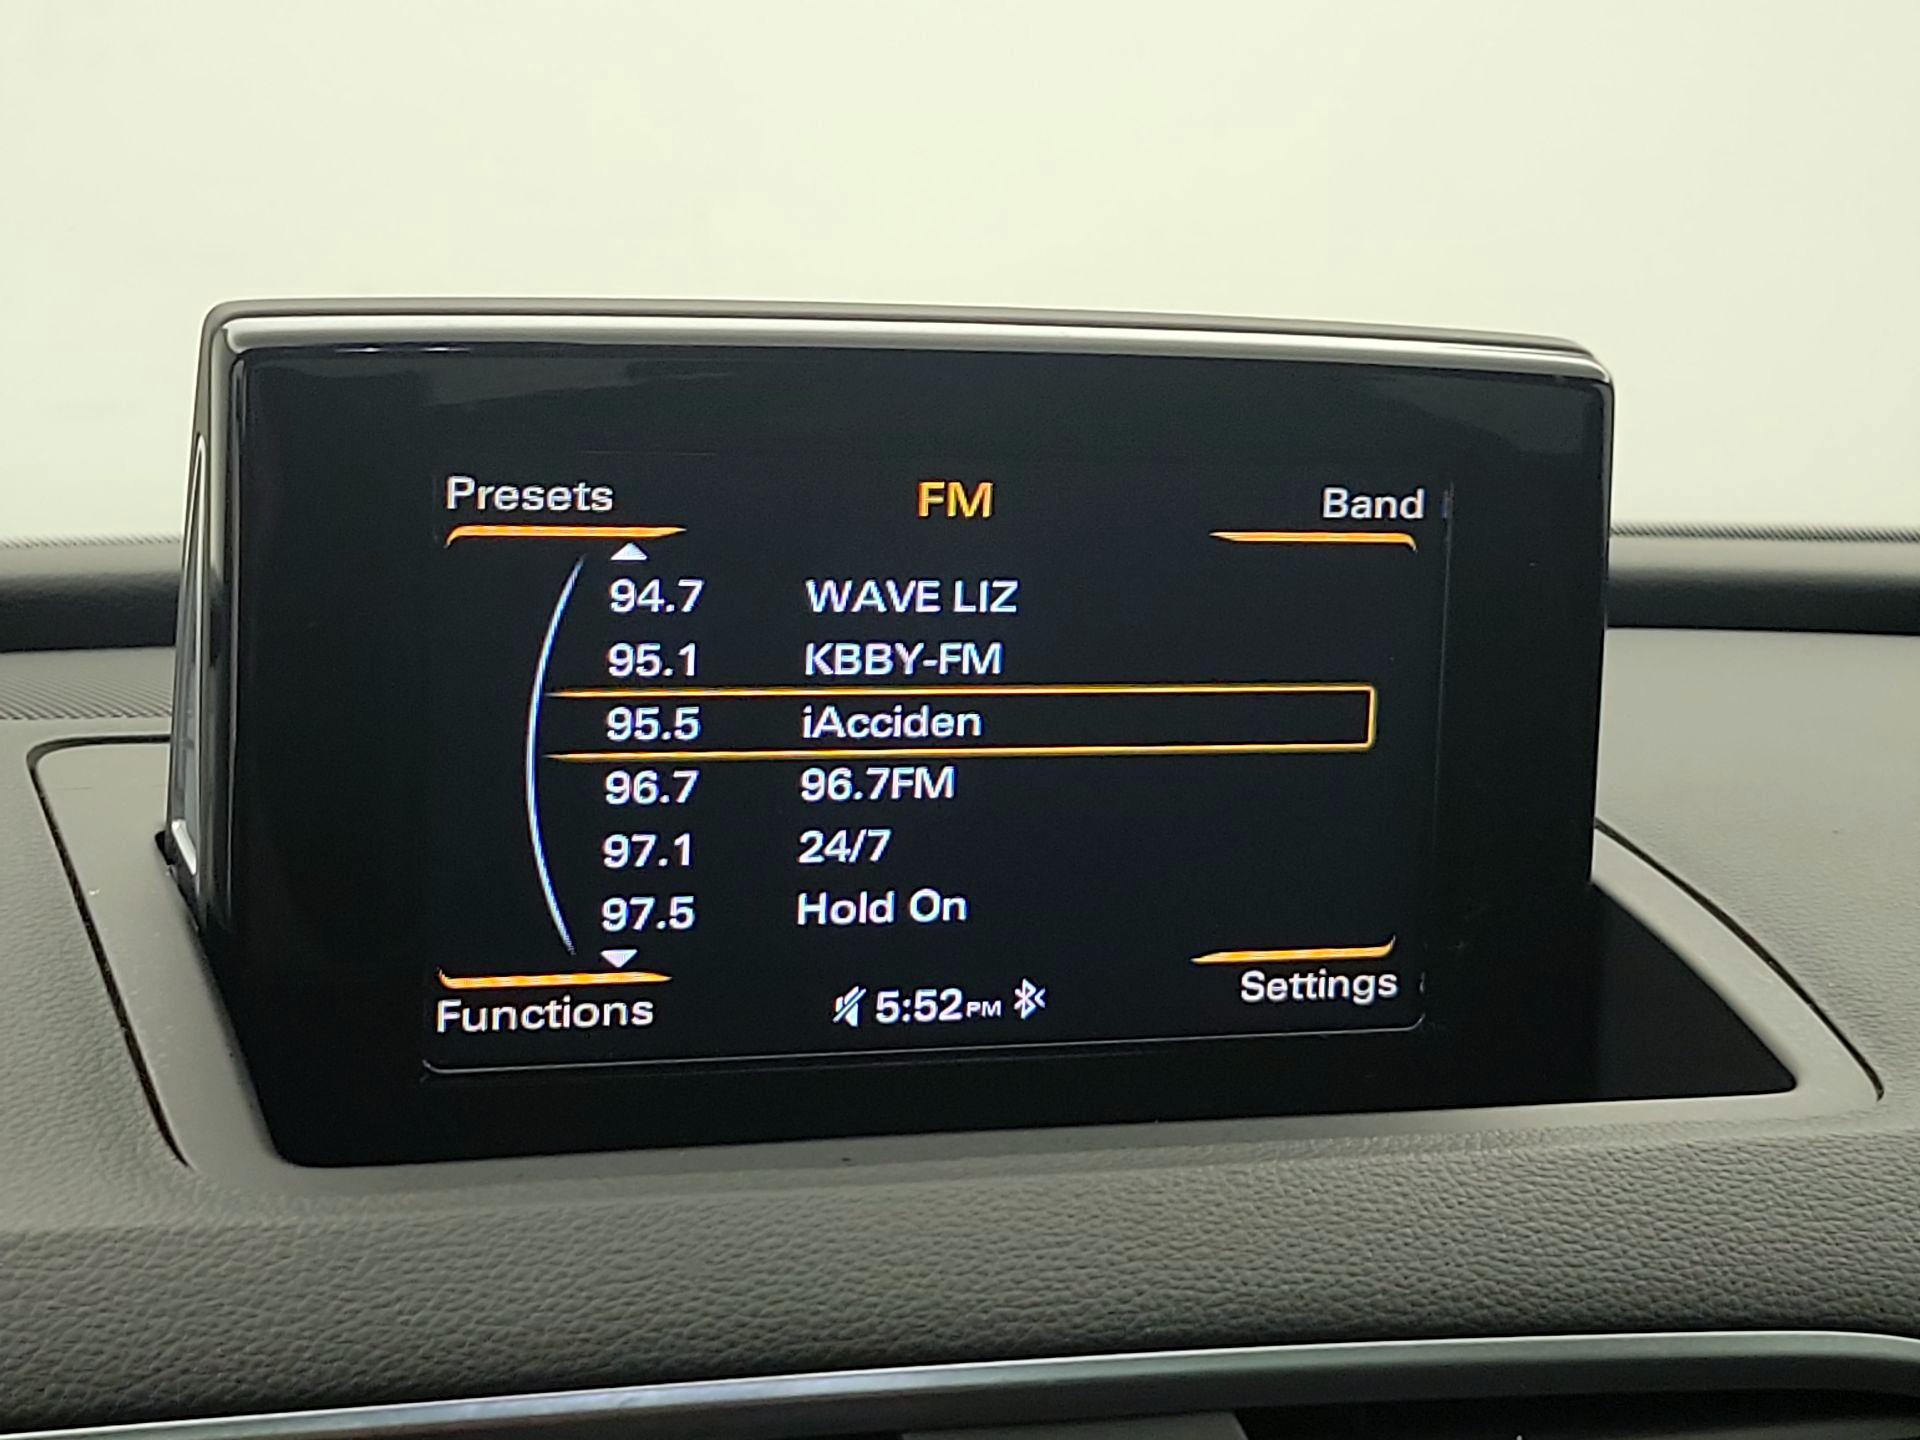 Presets FM Band
94.7 WAVE LIZ
95.1 KBBY-FM
95.5 iAcciden
96.7 96.7FM
97.1 24/7
97.5 Hold On
Functions 5:52PM Settings